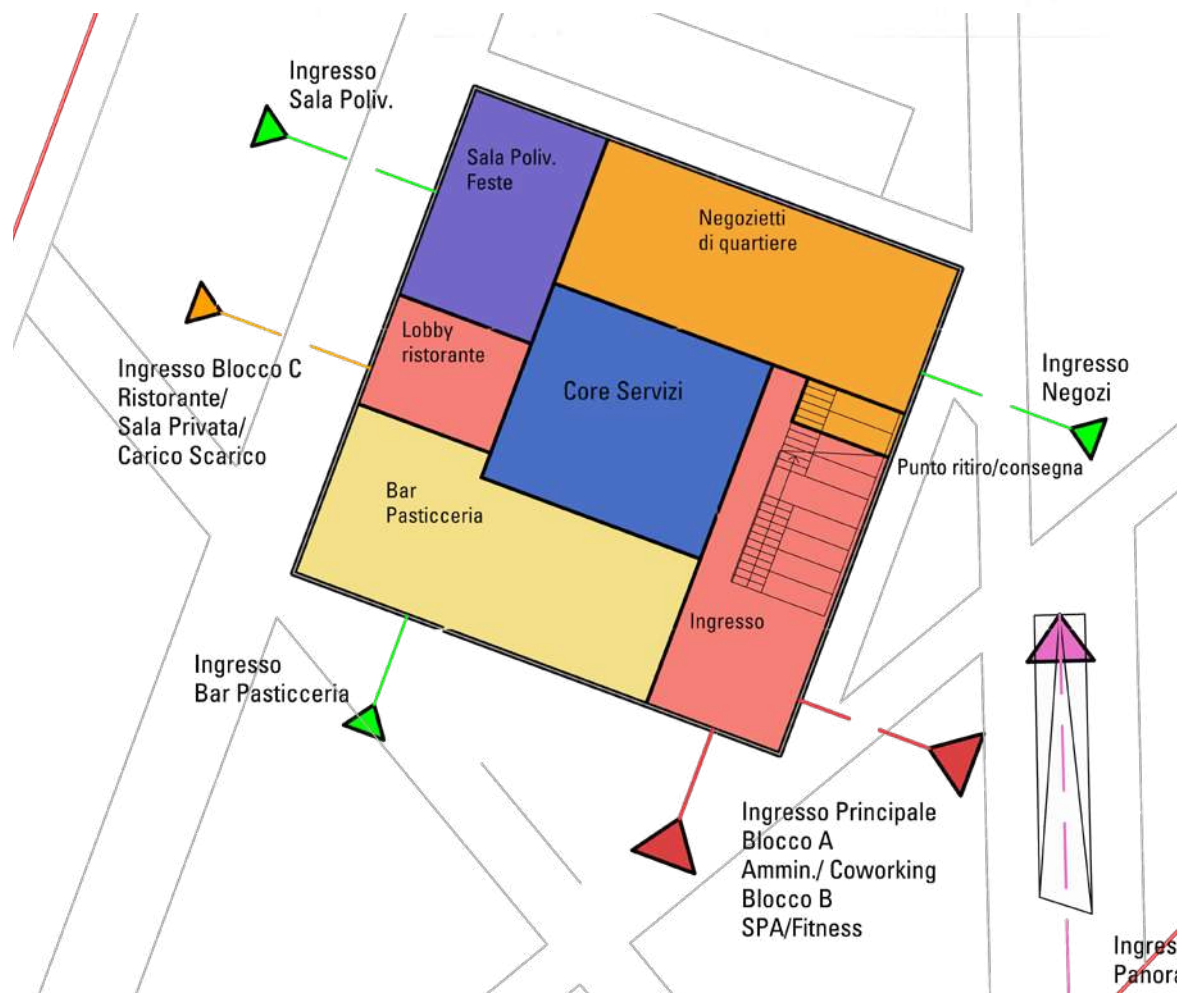 Ingresso
Sala Poliv.
Sala Poliv.
Feste
Negozietti
di quartiere
Lobby
ristorante
Ingresso Blocco C
Ristorante/
Sala Privata/
Carico Scarico
Core Servizi
Ingresso
Negozi
Punto ritiro/consegna
Bar
Pasticceria
Ingresso
Ingresso
Bar Pasticceria
Ingresso Principale
Blocco A
Ammin./ Coworking
Blocco B
SPA/Fitness
Ingres
Panora